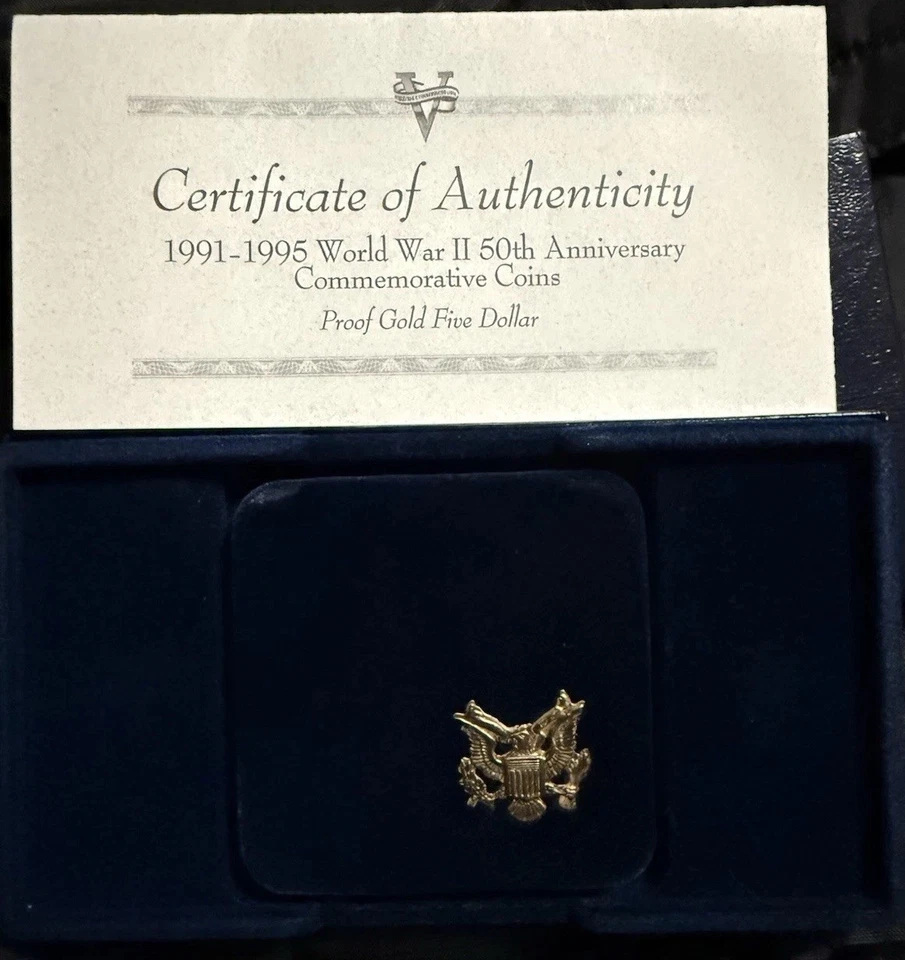 V
Certificate of Authenticity
1991-1995 World War II 50th Anniversary
Commemorative Coins
Proof Gold Five Dollar